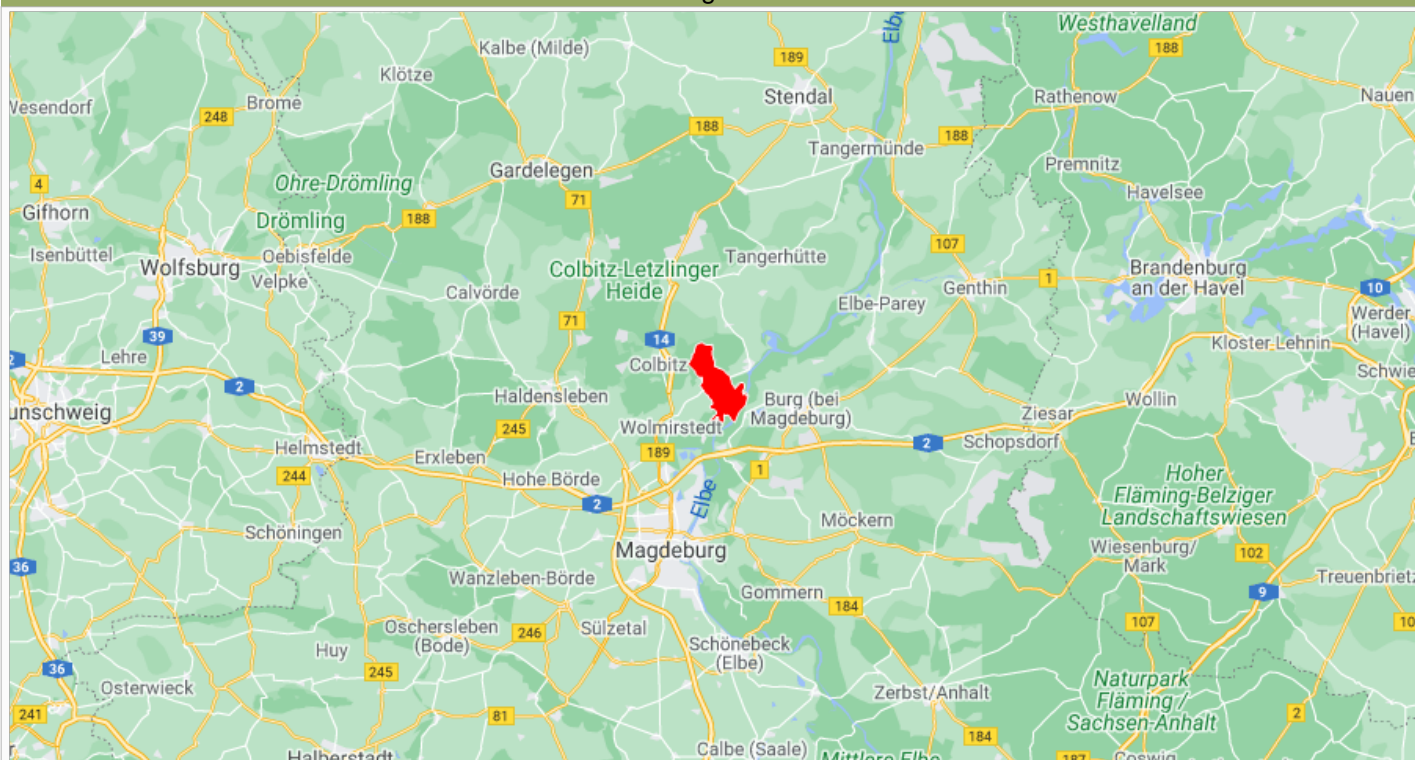 Elbe
Westhavelland
Kalbe (Milde)
188
189
Klötze
Stendal
Rathenow
Nauen
Wesendorf
Brome
248
188
188
Tangermünde
Gardelegen
Premnitz
4
Ohre-Drömling
71
Havelsee
Gifhorn
Drömling
188
107
Isenbüttel
Oebisfelde
Tangerhütte
Wolfsburg
Colbitz-Letzlinger
Heide
Brandenburg
an der Havel
Velpke
Calvörde
Genthin
1
10
Elbe-Parey
Werder
(Havel)
71
39
14
2
Lehre
Colbitz
Kloster-Lehnin
Schwie
2
Haldensleben
Burg (bei
Magdeburg)
Wollin
unschweig
Ziesar
245
Wolmirstedt
2
Schopsdorf
Helmstedt
Erxleben
189
1
244
Hohe Börde
Hoher
Fläming-Belziger
Landschaftswiesen
2
Elbe
Schöningen
Möckern
Magdeburg
Wiesenburg/
Mark
102
36
Wanzleben-Börde
9
Treuenbrietz
Gommern
184
Oschersleben
(Bode)
246
Sülzetal
107
10
Huy
Schönebeck
(Elbe)
36
245
Naturpark
Fläming /
Sachsen-Anhalt
Osterwieck
Zerbst/Anhalt
241
81
2
184
Calbe (Saale)
Halberstadt
Mittlere Elbe
187
Coswig